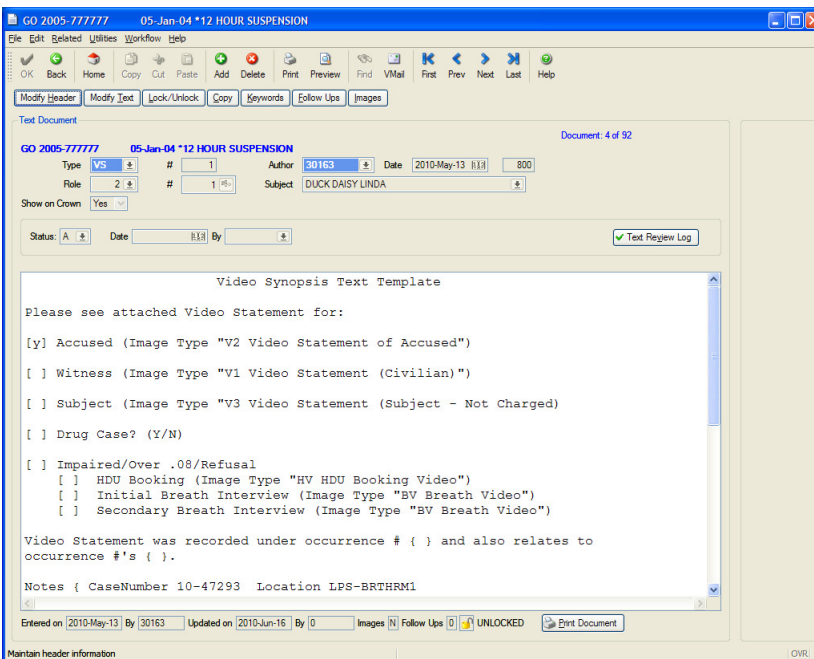 GO 2005-777777 05-Jan-04 *12 HOUR SUSPENSION
File Edit Related Utilities Workflow Help
OK Back Home Copy Cut Paste Add Delete Print Preview Find VMail First Prev Next Last Help
Modify Header Modify Text Lock/Unlock Copy Keywords Follow Ups Images
Text Document
Document: 4 of 92
GO 2005-777777 05-Jan-04 *12 HOUR SUSPENSION
Type VS # 1 Author 30163 Date 2010-May-13 800
Role 2 # 1 Subject DUCK DAISY LINDA
Show on Crown Yes
Status: A Date By Text Review Log
Video Synopsis Text Template
Please see attached Video Statement for:
[y] Accused (Image Type "V2 Video Statement of Accused")
[ ] Witness (Image Type "V1 Video Statement (Civilian)")
[ ] Subject (Image Type "V3 Video Statement (Subject - Not Charged)
[ ] Drug Case? (Y/N)
[ ] Impaired/Over .08/Refusal
[ ] HDU Booking (Image Type "HV HDU Booking Video")
[ ] Initial Breath Interview (Image Type "BV Breath Video")
[ ] Secondary Breath Interview (Image Type "BV Breath Video")
Video Statement was recorded under occurrence # { } and also relates to
occurrence #'s { }.
Notes { CaseNumber 10-47293 Location LPS-BRTHRM1
Entered on 2010-May-13 By 30163 Updated on 2010-Jun-16 By 0 Images N Follow Ups 0 UNLOCKED Print Document
Maintain header information OVR